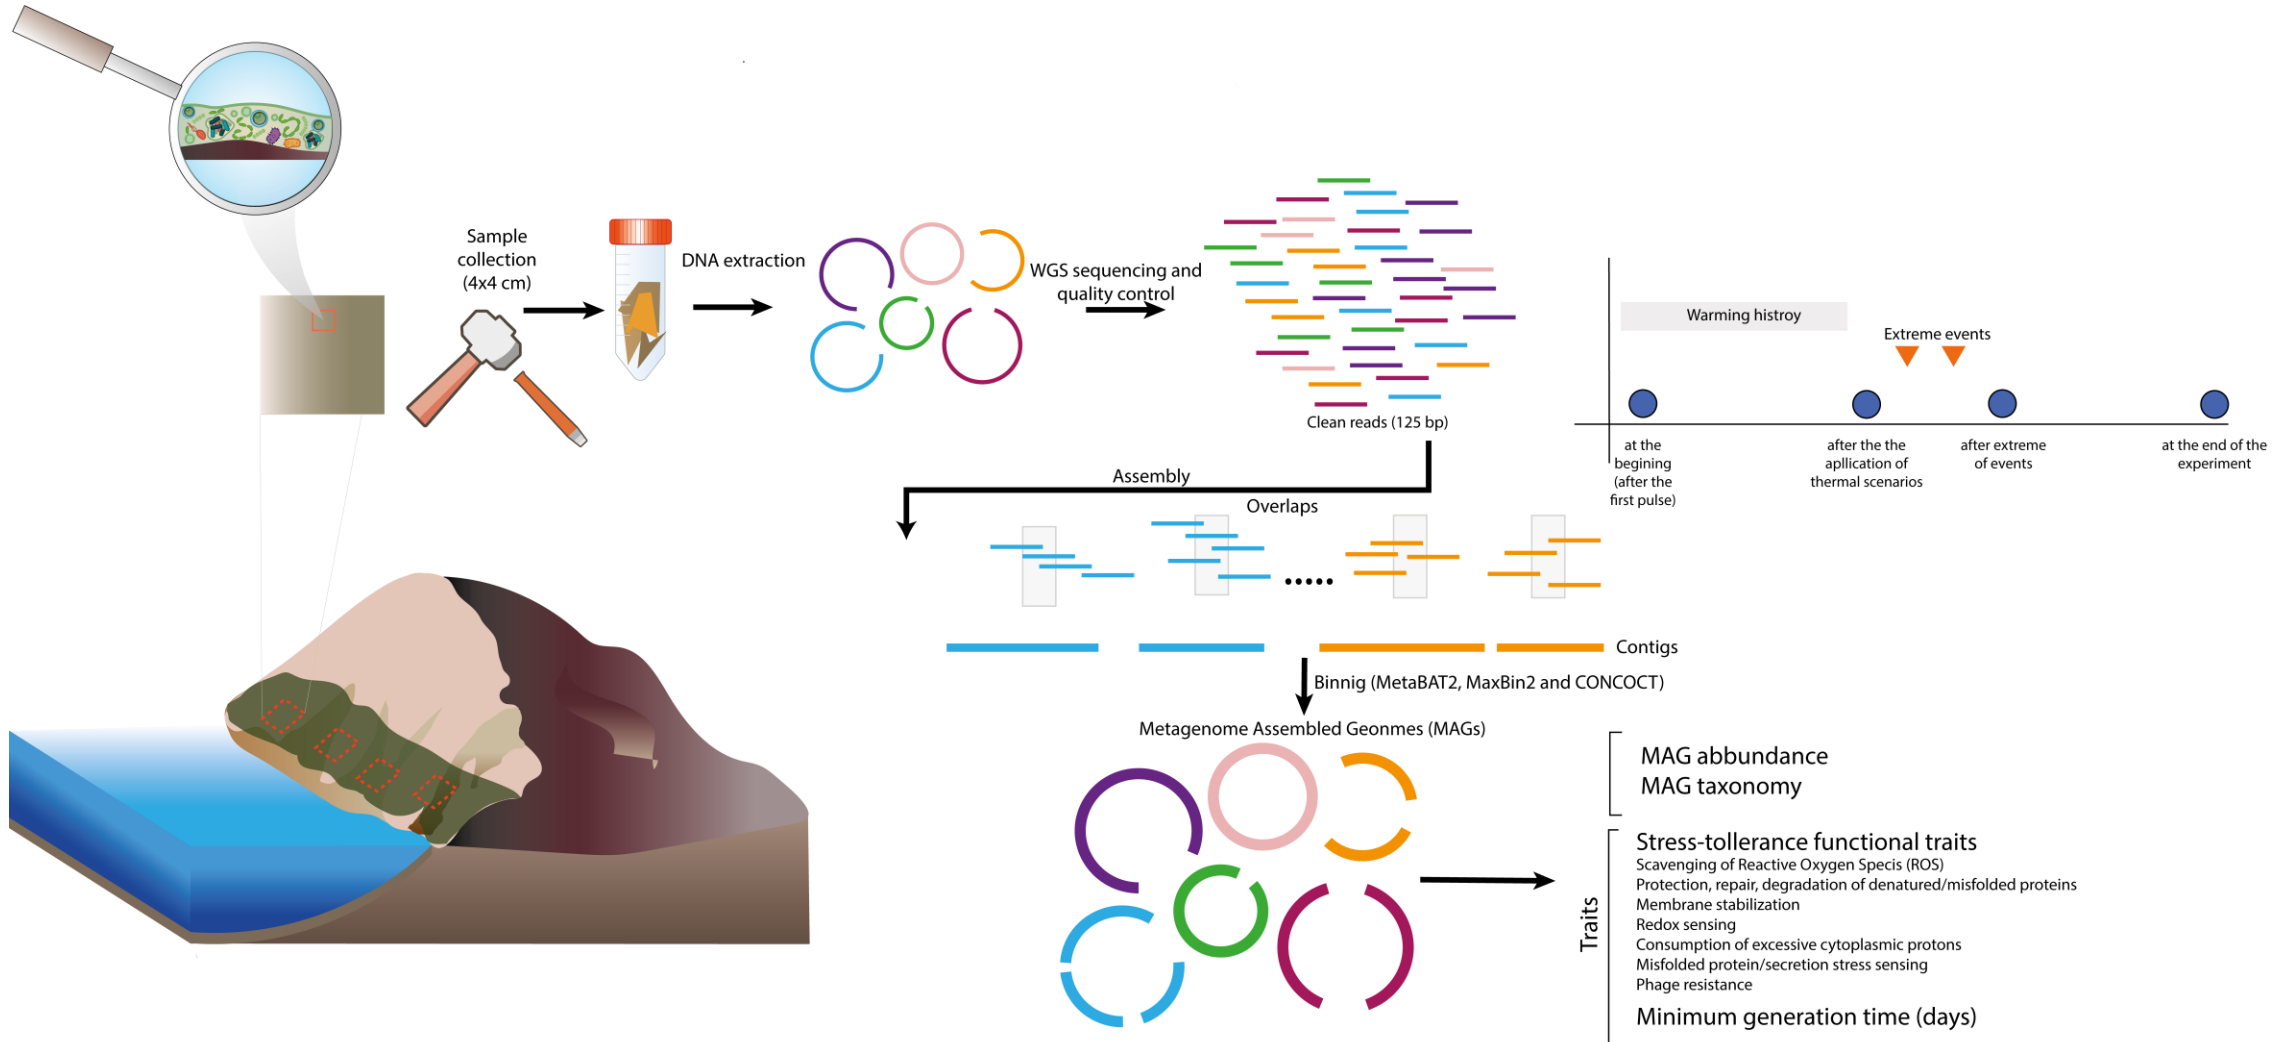 Sample
collection
(4x4 cm)
DNA extraction
WGS sequencing and
quality control
Clean reads (125 bp)
Warming histroy
Extreme events
at the
begining
(after the
first pulse)
after the the
apllication of
thermal scenarios
after extreme
of events
at the end of the
experiment
Assembly
Overlaps
Contigs
Binnig (MetaBAT2, MaxBin2 and CONCOCT)
Metagenome Assembled Geonmes (MAGs)
MAG abbundance
MAG taxonomy
Traits
Stress-tollerance functional traits
Scavenging of Reactive Oxygen Specis (ROS)
Protection, repair, degradation of denatured/misfolded proteins
Membrane stabilization
Redox sensing
Consumption of excessive cytoplasmic protons
Misfolded protein/secretion stress sensing
Phage resistance
Minimum generation time (days)